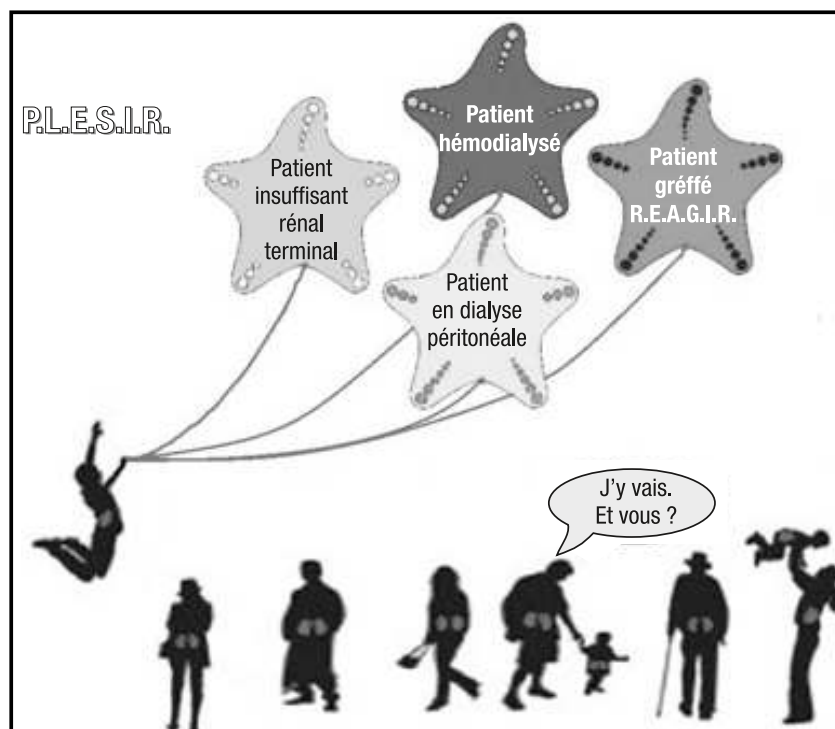 P.L.E.S.I.R.
Patient
insuffisant
rénal
terminal
Patient
hémodialysé
Patient
gréffé
R.E.A.G.I.R.
Patient
en dialyse
péritonéale
J'y vais.
Et vous ?